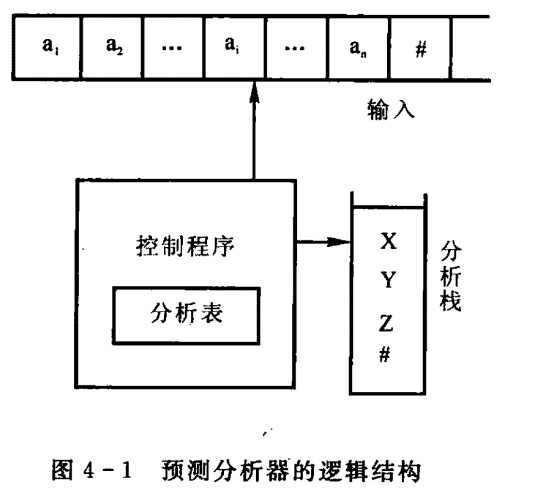 a₁ a₂ … aᵢ … aₙ #
输入
控制程序
分析表
X
Y
Z
#
分析栈
图 4-1 预测分析器的逻辑结构